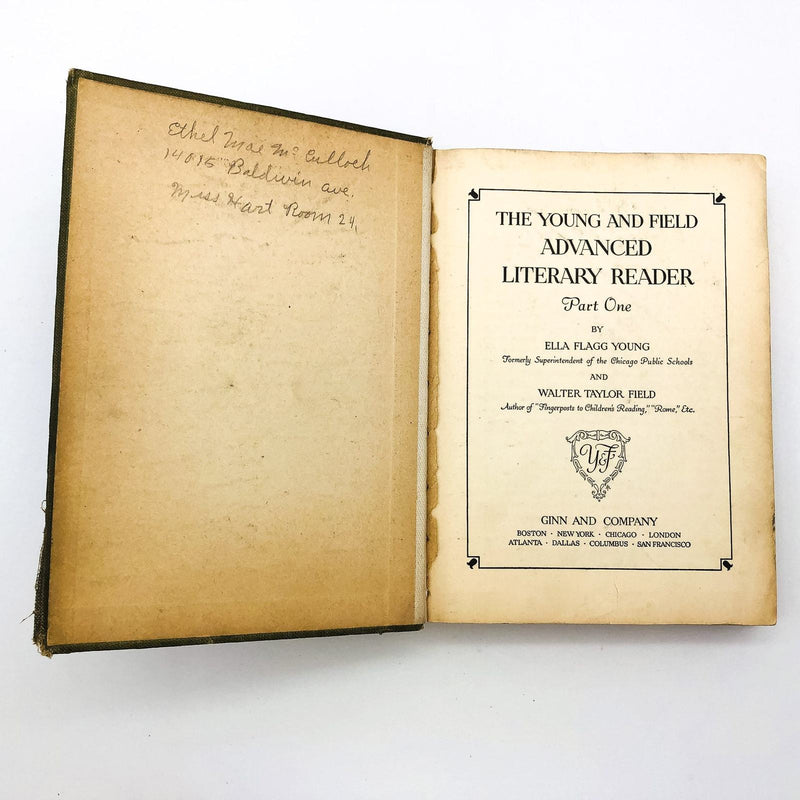 Ethel Mae McCulloch
14015 Baldwin ave.
Miss Hart Room 24.
THE YOUNG AND FIELD
ADVANCED
LITERARY READER
Part One
BY
ELLA FLAGG YOUNG
Formerly Superintendent of the Chicago Public Schools
AND
WALTER TAYLOR FIELD
Author of "Fingerposts to Children's Reading," "Rome," Etc.
Y&F
GINN AND COMPANY
BOSTON · NEW YORK · CHICAGO · LONDON
ATLANTA · DALLAS · COLUMBUS · SAN FRANCISCO